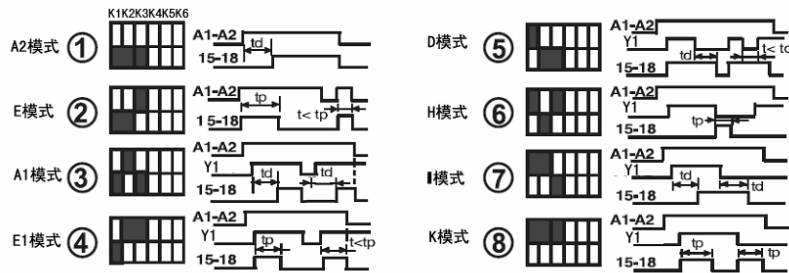 K1K2K3K4K5K6
A2模式 ① A1-A2 td 15-18
E模式 ② A1-A2 tp t< tp 15-18
A1模式 ③ A1-A2 Y1 td td 15-18
E1模式 ④ A1-A2 Y1 tp t<tp 15-18
D模式 ⑤ A1-A2 Y1 td t< td 15-18
H模式 ⑥ A1-A2 Y1 tp 15-18
I模式 ⑦ A1-A2 Y1 td td 15-18
K模式 ⑧ A1-A2 Y1 tp tp 15-18